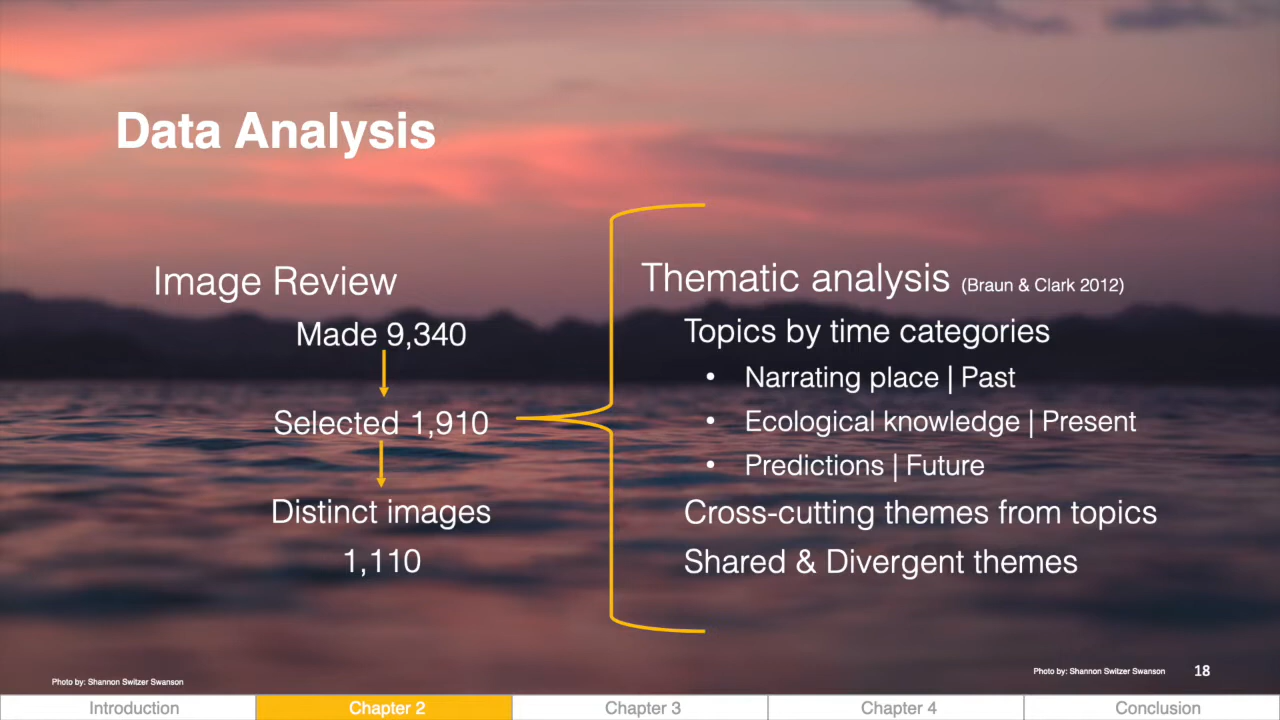 Data Analysis
Image Review
Made 9,340
Selected 1,910
Distinct images
1,110
Thematic analysis (Braun & Clark 2012)
Topics by time categories
• Narrating place | Past
• Ecological knowledge | Present
• Predictions | Future
Cross-cutting themes from topics
Shared & Divergent themes
Photo by: Shannon Switzer Swanson
Photo by: Shannon Switzer Swanson
18
Introduction
Chapter 2
Chapter 3
Chapter 4
Conclusion